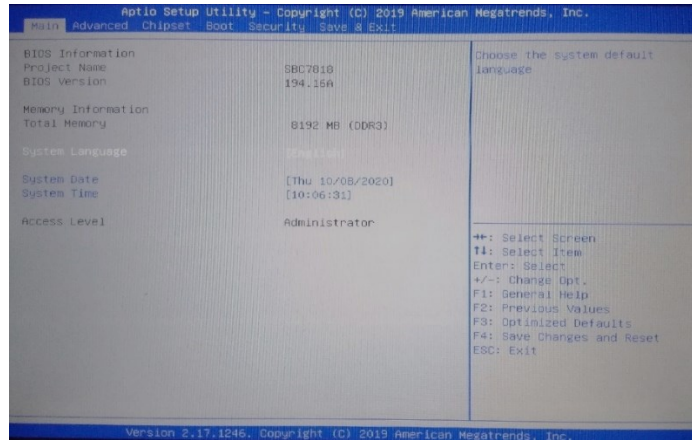 Aptio Setup Utility – Copyright (C) 2019 American Megatrends, Inc.
Main Advanced Chipset Boot Security Save & Exit
BIOS Information
Project Name SBC7818
BIOS Version 194.16A
Memory Information
Total Memory 8192 MB (DDR3)
System Language [English]
System Date [Thu 10/08/2020]
System Time [10:06:31]
Access Level Administrator
Choose the system default
language
→←: Select Screen
↑↓: Select Item
Enter: Select
+/-: Change Opt.
F1: General Help
F2: Previous Values
F3: Optimized Defaults
F4: Save Changes and Reset
ESC: Exit
Version 2.17.1246. Copyright (C) 2019 American Megatrends, Inc.